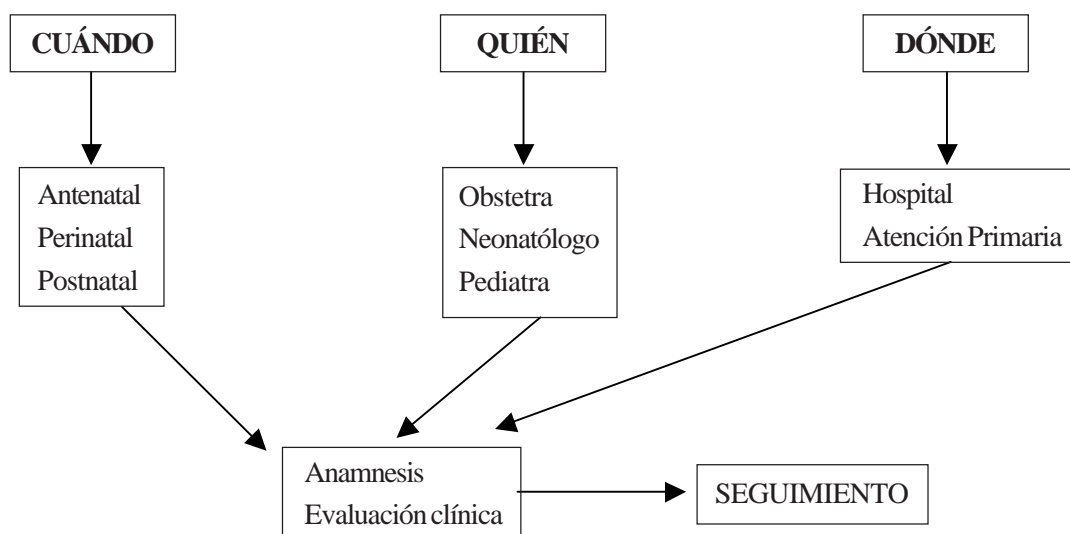 CUÁNDO
QUIÉN
DÓNDE
Antenatal
Perinatal
Postnatal
Obstetra
Neonatólogo
Pediatra
Hospital
Atención Primaria
Anamnesis
Evaluación clínica
SEGUIMIENTO